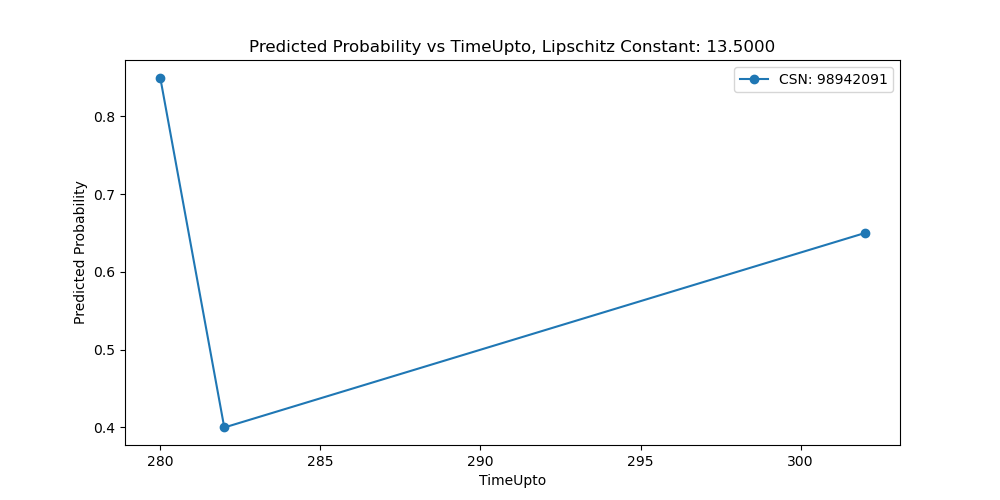 Predicted Probability vs TimeUpto, Lipschitz Constant: 13.5000
CSN: 98942091
Predicted Probability
0.8
0.7
0.6
0.5
0.4
280 285 290 295 300
TimeUpto